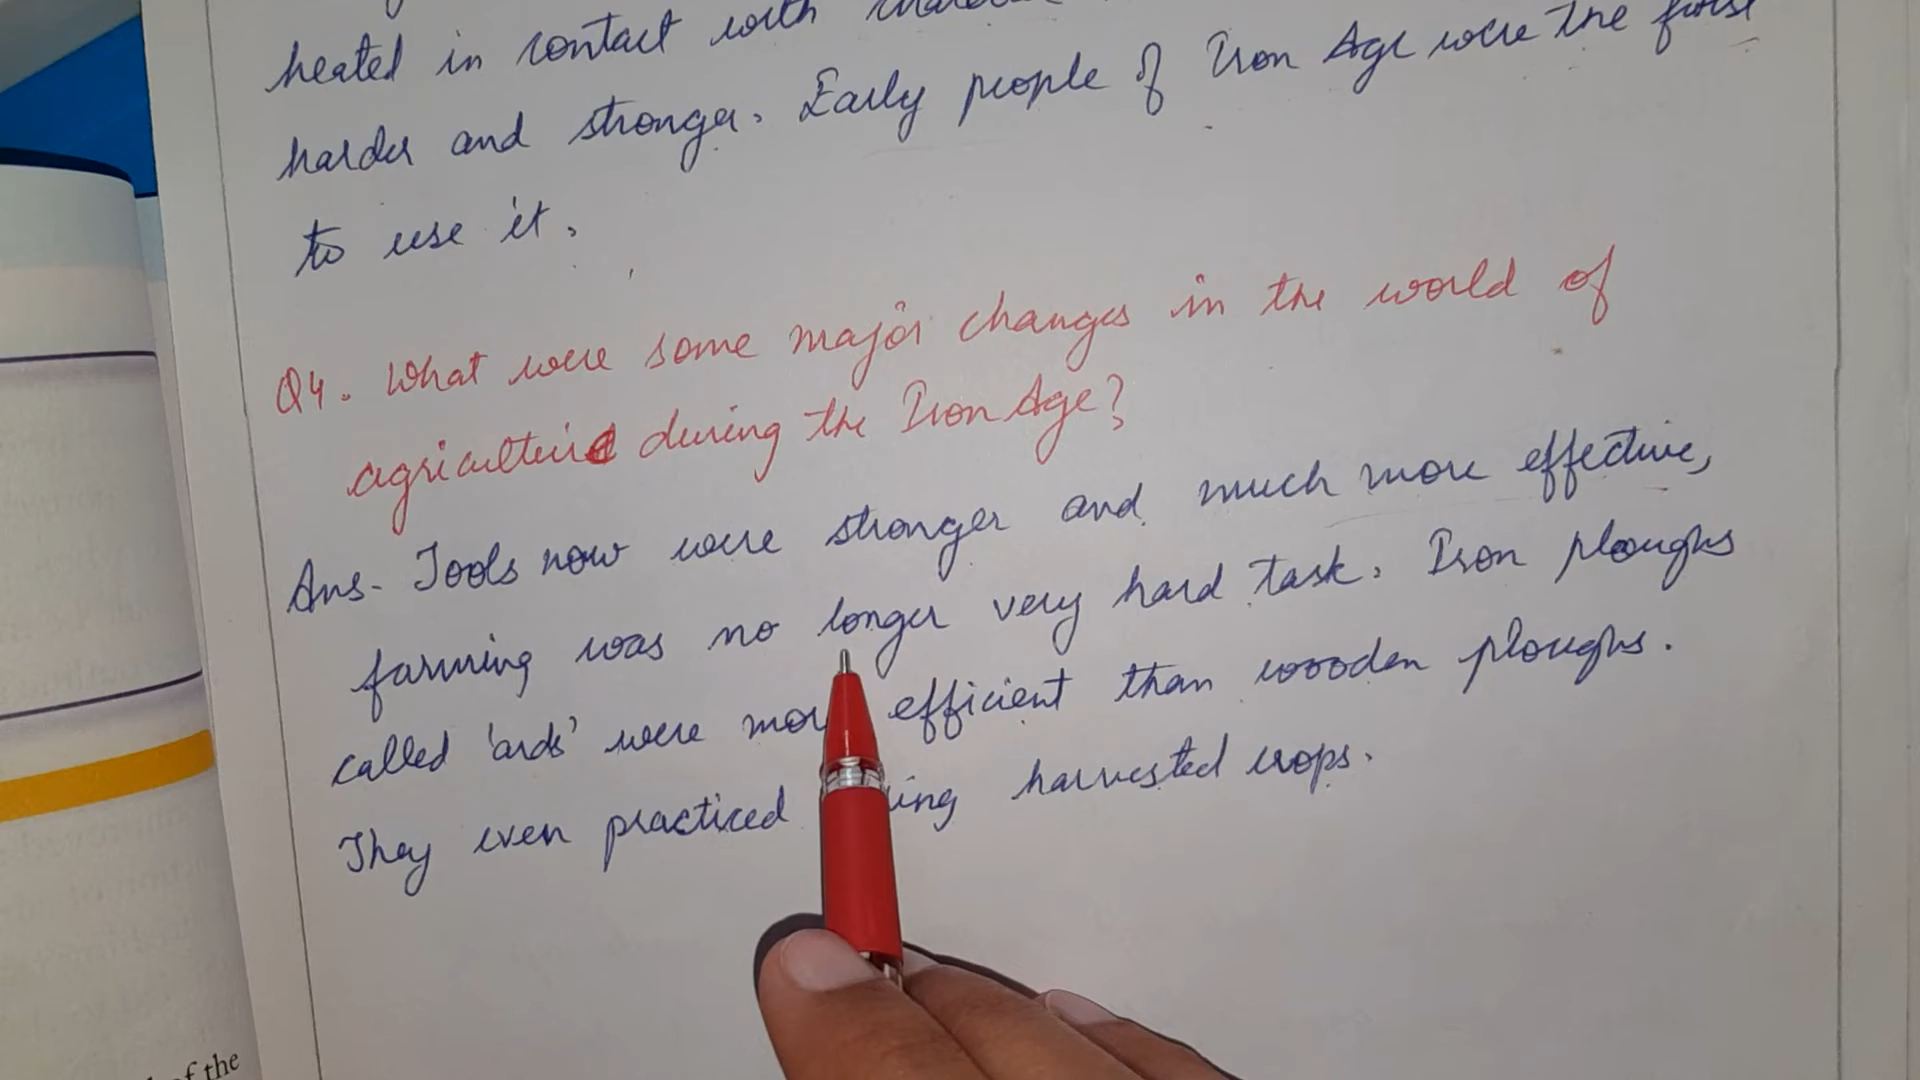 heated in contact with
harder and stronger. Early people of Iron Age were the first
to use it.
Q4. What were some major changes in the world of
agriculture during the Iron Age?
Ans- Tools now were stronger and much more effective,
farming was no longer very hard task. Iron ploughs
called 'ards' were more efficient than wooden ploughs.
They even practiced harvested crops.
of the